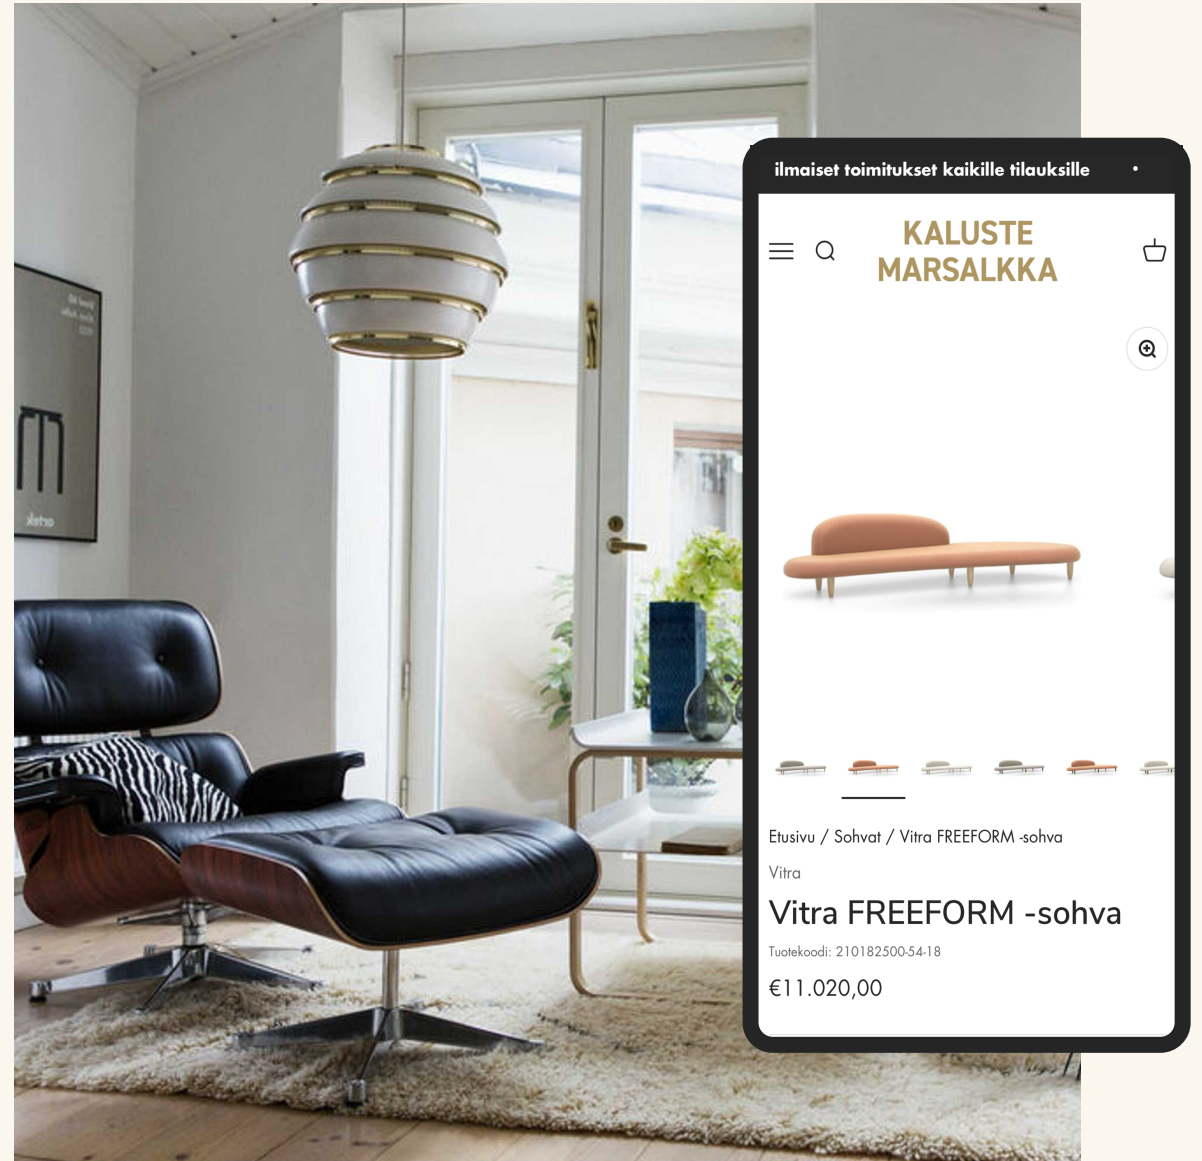 artek
ilmaiset toimitukset kaikille tilauksille •
KALUSTE
MARSALKKA
Etusivu / Sohvat / Vitra FREEFORM -sohva
Vitra
Vitra FREEFORM -sohva
Tuotekoodi: 210182500-54-18
€11.020,00